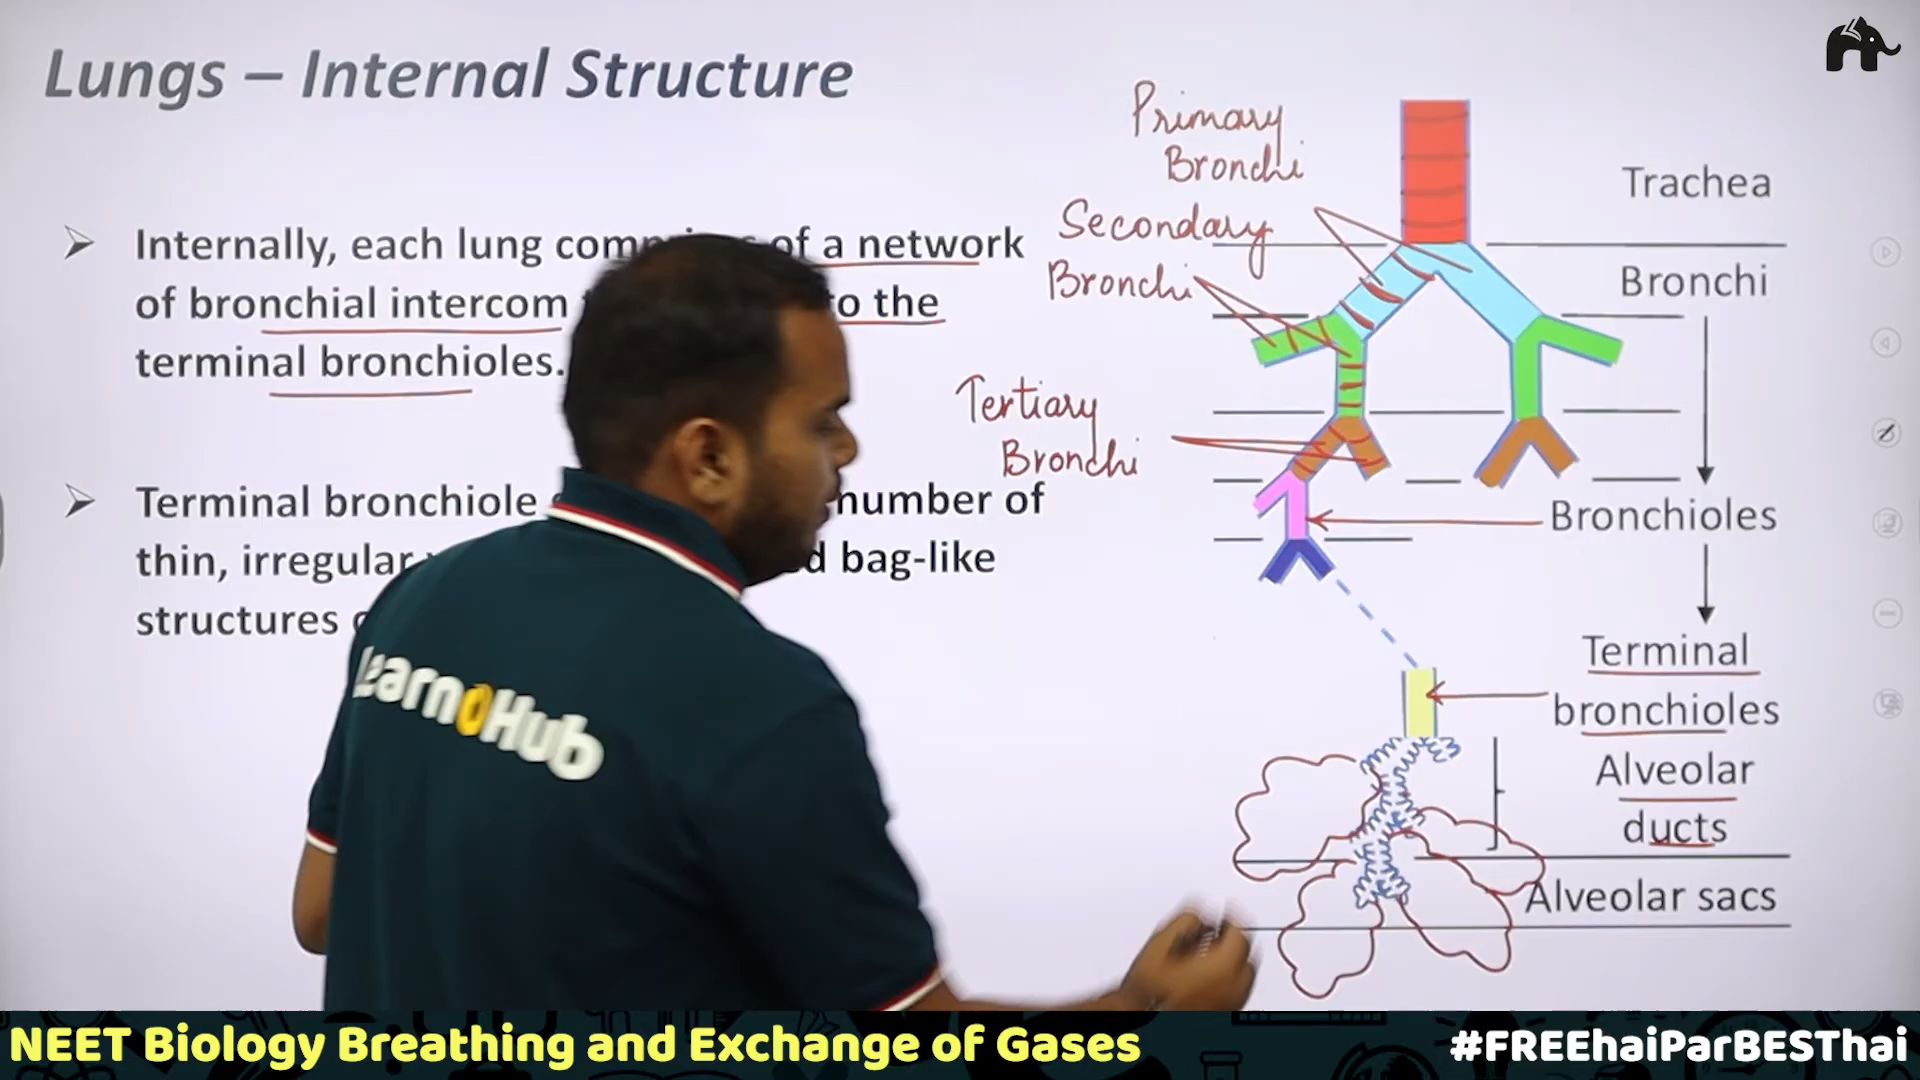 Lungs – Internal Structure
Internally, each lung of a network
of bronchial intercom to the
terminal bronchioles.
Terminal bronchiole number of
thin, irregular bag-like
structures
Primary
Bronchi
Secondary
Bronchi
Tertiary
Bronchi
Trachea
Bronchi
Bronchioles
Terminal
bronchioles
Alveolar
ducts
Alveolar sacs
LearnoHub
NEET Biology Breathing and Exchange of Gases
#FREEhaiParBESThai